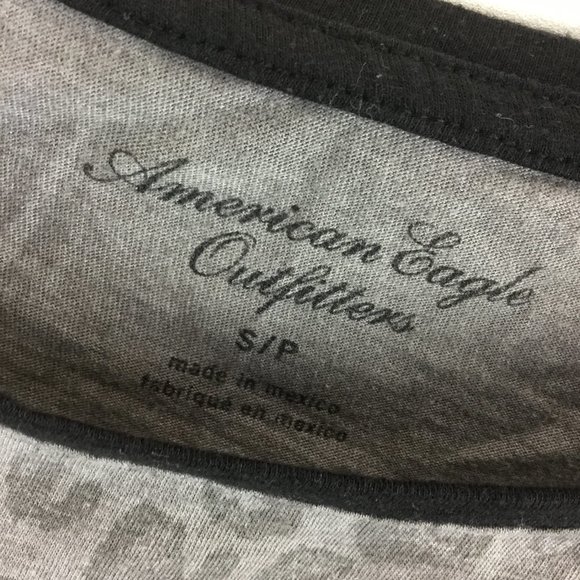 American Eagle
Outfitters
S/P
made in mexico
fabriqué en mexico